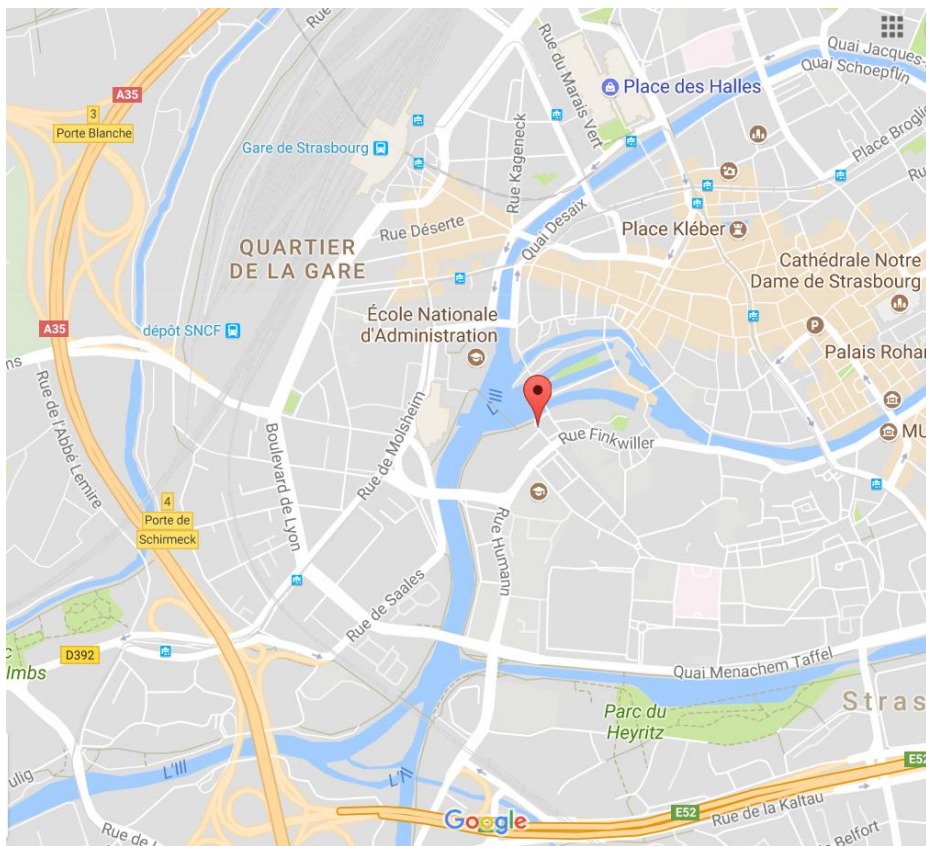 Rue
Quai Jacques-
Quai Schoepflin
Rue du Marais Vert
Place des Halles
A35
3
Porte Blanche
Place Broglie
Gare de Strasbourg
Rue Kageneck
Ru
Rue Déserte
Quai Desaix
Place Kléber
QUARTIER
DE LA GARE
Cathédrale Notre
Dame de Strasbourg
École Nationale
d'Administration
A35
dépôt SNCF
P
ns
Palais Rohan
L'Ill
Rue de l'Abbé Lemire
Rue de Molsheim
Boulevard de Lyon
Rue Finkwiller
MU
4
Porte de
Schirmeck
Rue Humann
Rue de Saales
D392
c
Imbs
Quai Menachem Taffel
Stras
Parc du
Heyritz
L'Ill
L'Ill
ulig
E52
E52
Google
Rue de la Kaltau
Rue de L
de Belfort